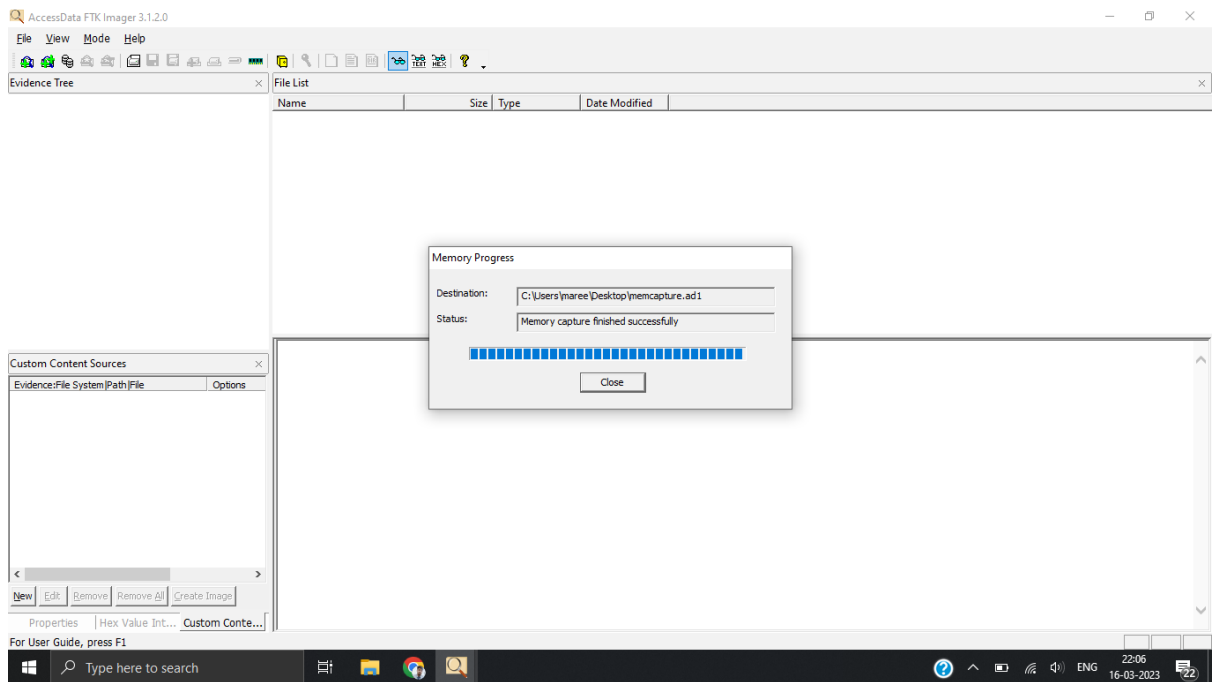 AccessData FTK Imager 3.1.2.0
File View Mode Help
TEXT HEX ?
Evidence Tree
File List
Name Size Type Date Modified
Memory Progress
Destination: C:\Users\maree\Desktop\memcapture.ad1
Status: Memory capture finished successfully
Close
Custom Content Sources
Evidence:File System|Path|File Options
New Edit Remove Remove All Create Image
Properties Hex Value Int... Custom Conte...
For User Guide, press F1
Type here to search
ENG
22:06
16-03-2023
22